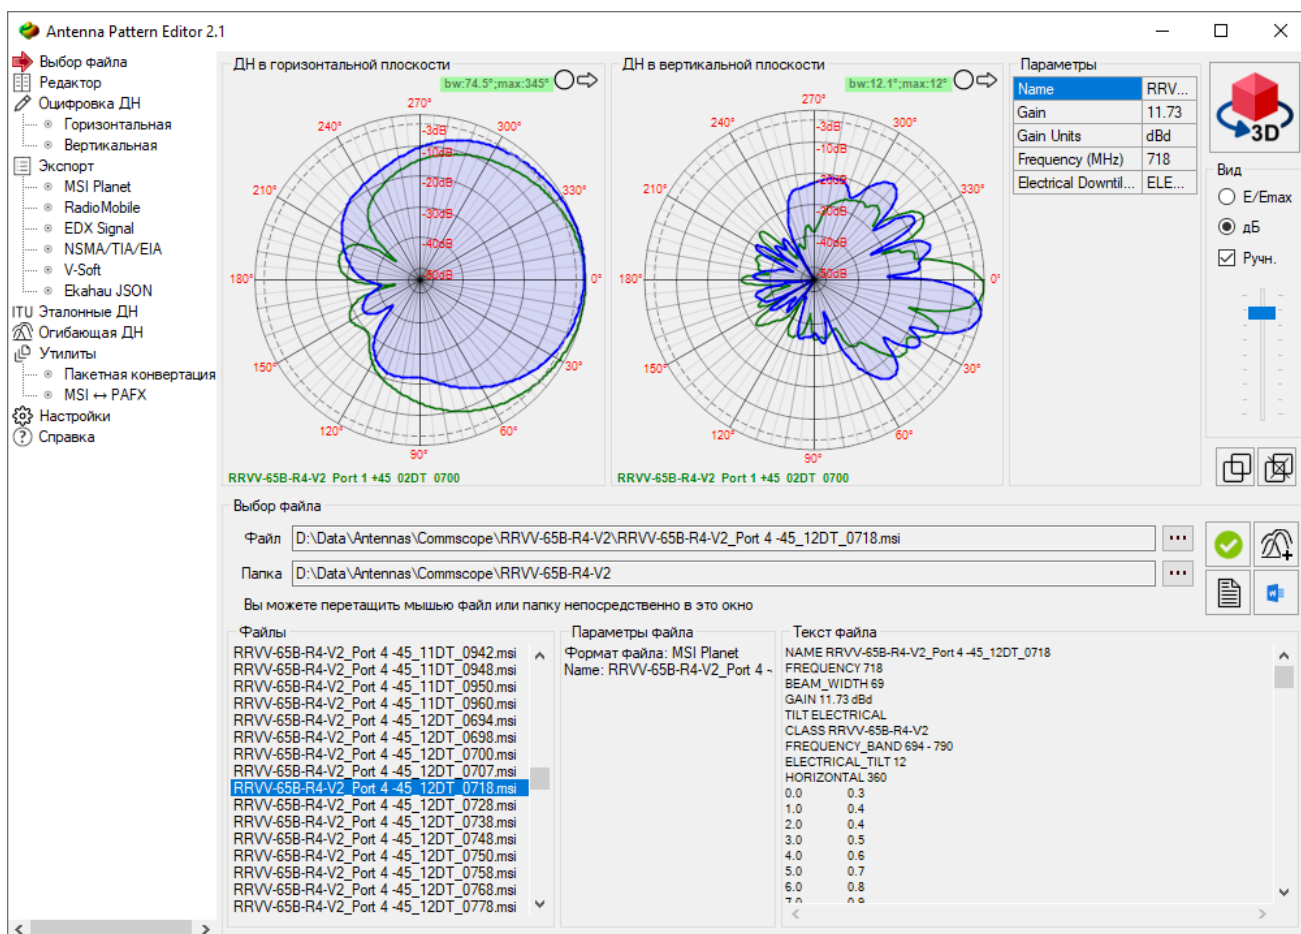 Antenna Pattern Editor 2.1
Выбор файла
Редактор
Оцифровка ДН
Горизонтальная
Вертикальная
Экспорт
MSI Planet
RadioMobile
EDX Signal
NSMA/TIA/EIA
V-Soft
Ekahau JSON
ITU Эталонные ДН
Огибающая ДН
Утилиты
Пакетная конвертация
MSI ↔ PAFX
Настройки
Справка
ДН в горизонтальной плоскости
bw:74.5°;max:345°
270°
240°
300°
210°
330°
180°
0°
150°
30°
120°
60°
90°
-3dB
-10dB
-20dB
-30dB
-40dB
-50dB
RRVV-65B-R4-V2 Port 1 +45 02DT 0700
ДН в вертикальной плоскости
bw:12.1°;max:12°
270°
240°
300°
210°
330°
180°
0°
150°
30°
120°
60°
90°
-3dB
-10dB
-20dB
-30dB
-40dB
-50dB
RRVV-65B-R4-V2 Port 1 +45 02DT 0700
Параметры
Name RRV...
Gain 11.73
Gain Units dBd
Frequency (MHz) 718
Electrical Downtil... ELE...
3D
Вид
E/Emax
дБ
Ручн.
Выбор файла
Файл D:\Data\Antennas\Commscope\RRVV-65B-R4-V2\RRVV-65B-R4-V2_Port 4 -45_12DT_0718.msi
Папка D:\Data\Antennas\Commscope\RRVV-65B-R4-V2
Вы можете перетащить мышью файл или папку непосредственно в это окно
Файлы
RRVV-65B-R4-V2_Port 4 -45_11DT_0942.msi
RRVV-65B-R4-V2_Port 4 -45_11DT_0948.msi
RRVV-65B-R4-V2_Port 4 -45_11DT_0950.msi
RRVV-65B-R4-V2_Port 4 -45_11DT_0960.msi
RRVV-65B-R4-V2_Port 4 -45_12DT_0694.msi
RRVV-65B-R4-V2_Port 4 -45_12DT_0698.msi
RRVV-65B-R4-V2_Port 4 -45_12DT_0700.msi
RRVV-65B-R4-V2_Port 4 -45_12DT_0707.msi
RRVV-65B-R4-V2_Port 4 -45_12DT_0718.msi
RRVV-65B-R4-V2_Port 4 -45_12DT_0728.msi
RRVV-65B-R4-V2_Port 4 -45_12DT_0738.msi
RRVV-65B-R4-V2_Port 4 -45_12DT_0748.msi
RRVV-65B-R4-V2_Port 4 -45_12DT_0750.msi
RRVV-65B-R4-V2_Port 4 -45_12DT_0758.msi
RRVV-65B-R4-V2_Port 4 -45_12DT_0768.msi
RRVV-65B-R4-V2_Port 4 -45_12DT_0778.msi
Параметры файла
Формат файла: MSI Planet
Name: RRVV-65B-R4-V2_Port 4 -
Текст файла
NAME RRVV-65B-R4-V2_Port 4 -45_12DT_0718
FREQUENCY 718
BEAM_WIDTH 69
GAIN 11.73 dBd
TILT ELECTRICAL
CLASS RRVV-65B-R4-V2
FREQUENCY_BAND 694 - 790
ELECTRICAL_TILT 12
HORIZONTAL 360
0.0 0.3
1.0 0.4
2.0 0.4
3.0 0.5
4.0 0.6
5.0 0.7
6.0 0.8
7.0 0.9